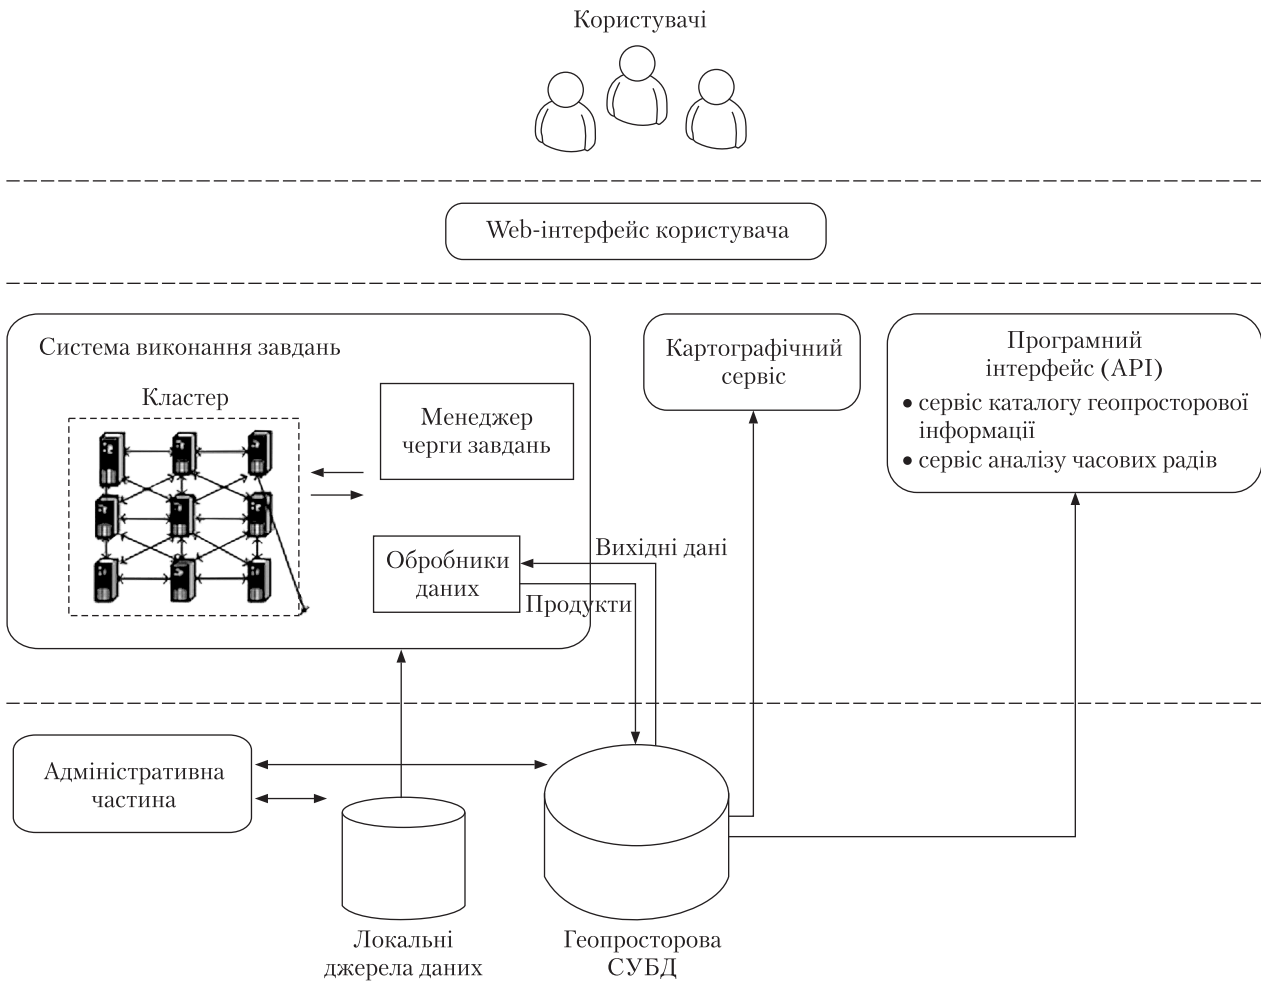 Користувачі
Web-інтерфейс користувача
Система виконання завдань
Кластер
Менеджер
черги завдань
Обробники
даних
Вихідні дані
Продукти
Картографічний
сервіс
Програмний
інтерфейс (API)
• сервіс каталогу геопросторової
інформації
• сервіс аналізу часових радів
Адміністративна
частина
Локальні
джерела даних
Геопросторова
СУБД